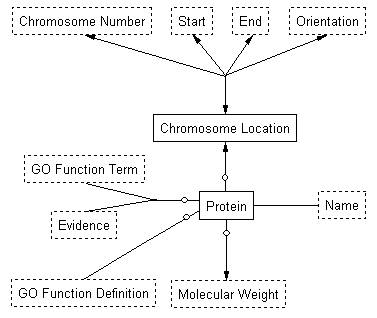 Chromosome Number
Start
End
Orientation
Chromosome Location
GO Function Term
Protein
Name
Evidence
GO Function Definition
Molecular Weight